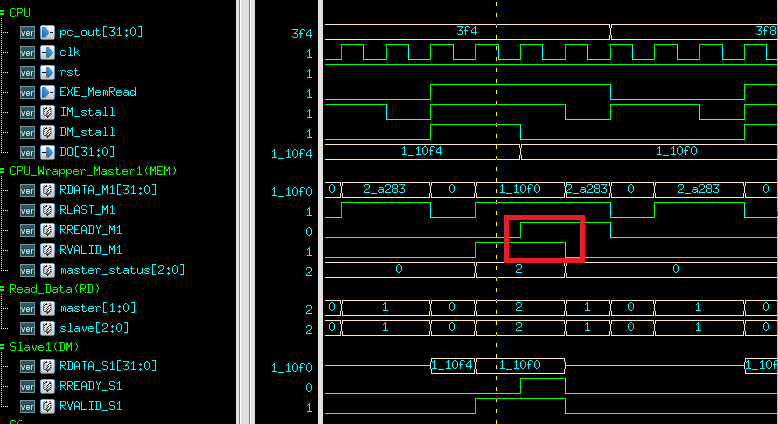 CPU
ver pc_out[31:0] 3f4 3f4 3f8
ver clk 1
ver rst 1
ver EXE_MemRead 1
ver IM_stall 1
ver DM_stall 1
ver DO[31:0] 1_10f4 1_10f4 1_10f0
CPU_Wrapper_Master1(MEM)
ver RDATA_M1[31:0] 1_10f0 0 2_a283 0 1_10f0 2_a283 0 2_a283 0
ver RLAST_M1 1
ver RREADY_M1 0
ver RVALID_M1 1
ver master_status[2:0] 2 0 2 0
Read_Data(RD)
ver master[1:0] 2 0 1 0 2 1 0 1 0
ver slave[2:0] 2 0 1 0 2 1 0 1 0
Slave1(DM)
ver RDATA_S1[31:0] 1_10f0 1_10f4 1_10f0 1_10f
ver RREADY_S1 0
ver RVALID_S1 1